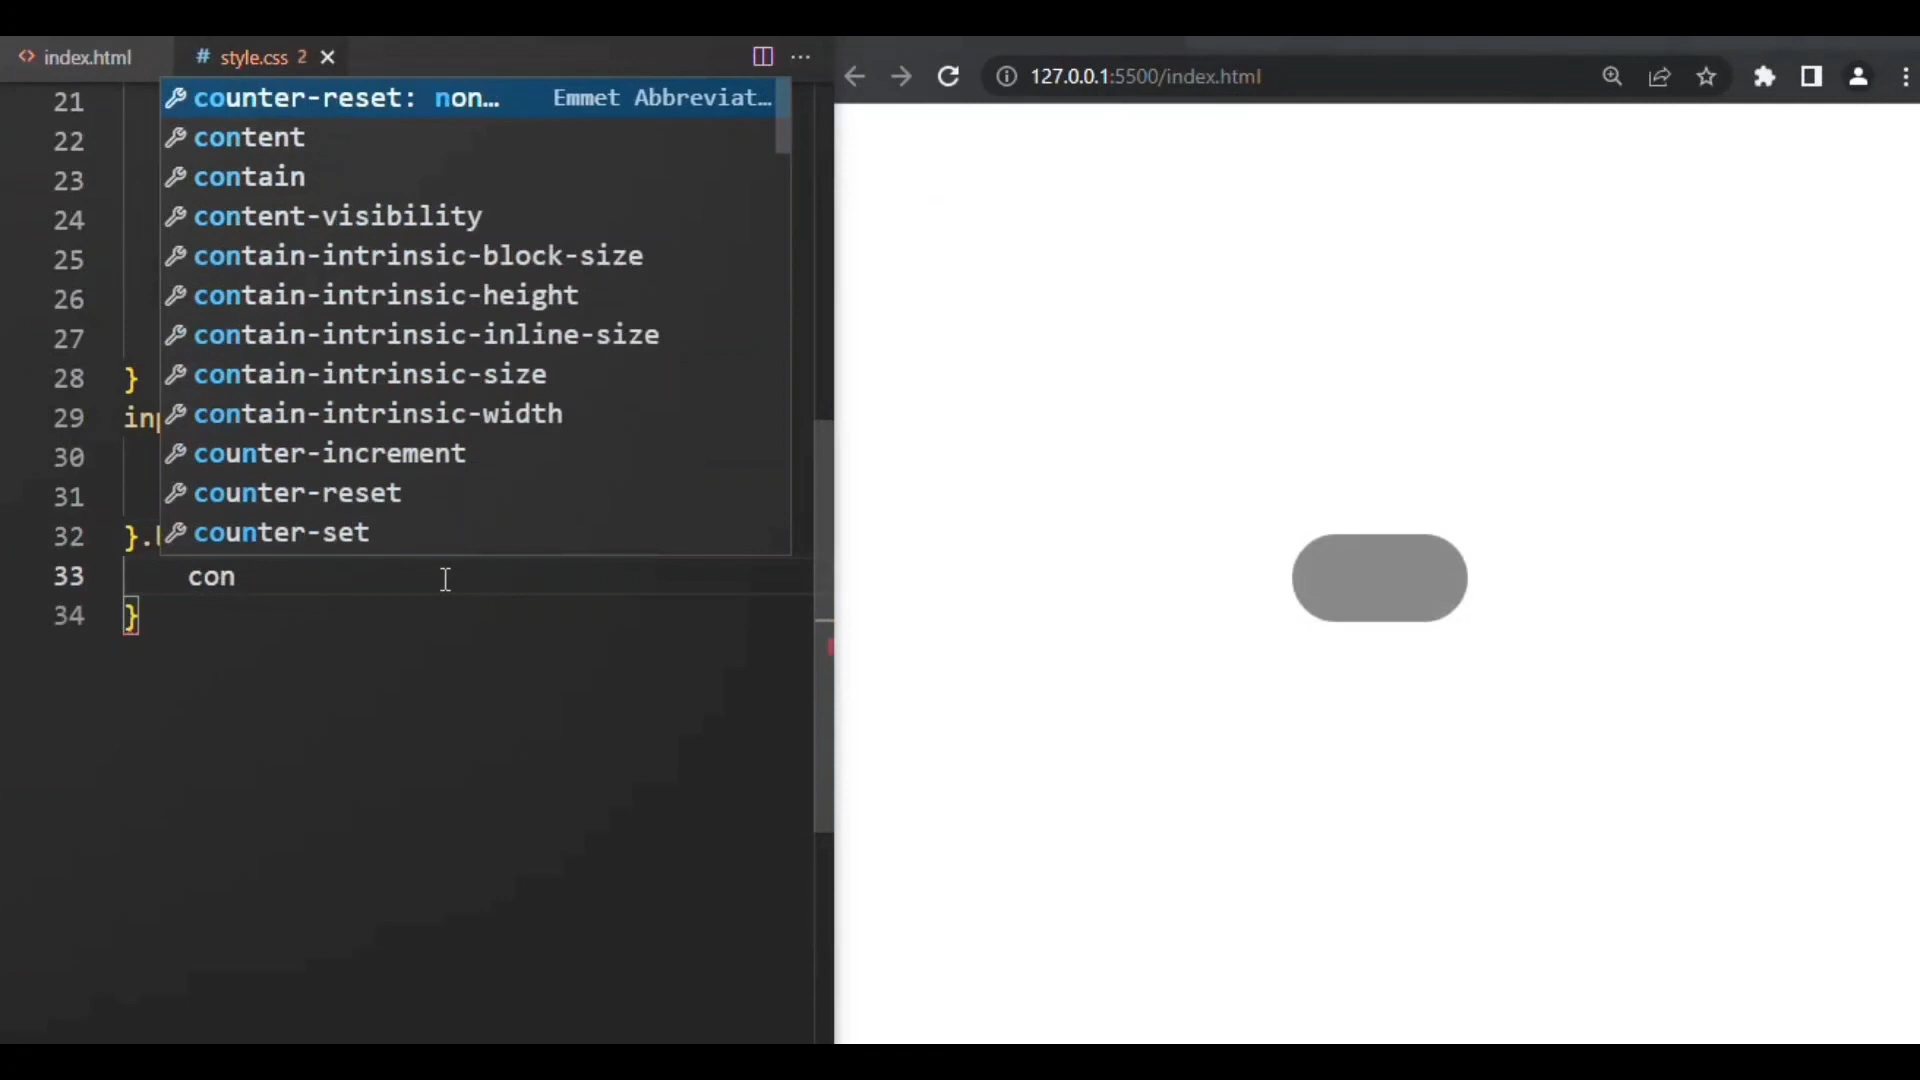 index.html
# style.css 2
127.0.0.1:5500/index.html
21
counter-reset: non… Emmet Abbreviat…
22
content
23
contain
24
content-visibility
25
contain-intrinsic-block-size
26
contain-intrinsic-height
27
contain-intrinsic-inline-size
28 }
contain-intrinsic-size
29
contain-intrinsic-width
30
counter-increment
31
counter-reset
32 }.
counter-set
33 con
34 }